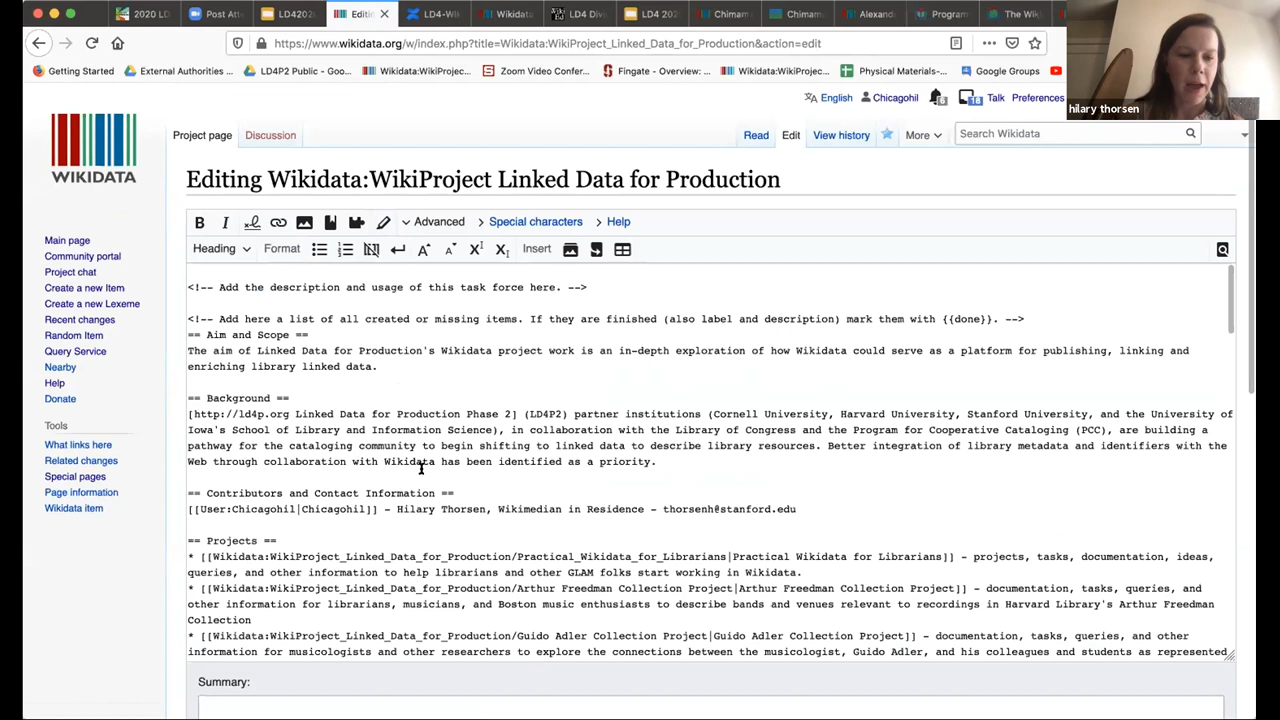 2020 LD
Post Att
LD42020
Editin
LD4-Wik
Wikidata
LD4 Dive
LD4 202
Chimama
Chimam
Alexand
Program
The Wiki
https://www.wikidata.org/w/index.php?title=Wikidata:WikiProject_Linked_Data_for_Production&action=edit
Getting Started
External Authorities ...
LD4P2 Public - Goo...
Wikidata:WikiProjec...
Zoom Video Confer...
Fingate - Overview: ...
Wikidata:WikiProjec...
Physical Materials-...
Google Groups
hilary thorsen
English
Chicagohil
6
18
Talk
Preferences
WIKIDATA
Project page
Discussion
Read
Edit
View history
More
Search Wikidata
Editing Wikidata:WikiProject Linked Data for Production
B
I
Advanced
Special characters
Help
Heading
Format
Insert
Main page
Community portal
Project chat
Create a new Item
Create a new Lexeme
Recent changes
Random Item
Query Service
Nearby
Help
Donate
Tools
What links here
Related changes
Special pages
Page information
Wikidata item
<!-- Add the description and usage of this task force here. -->
<!-- Add here a list of all created or missing items. If they are finished (also label and description) mark them with {{done}}. -->
== Aim and Scope ==
The aim of Linked Data for Production's Wikidata project work is an in-depth exploration of how Wikidata could serve as a platform for publishing, linking and
enriching library linked data.
== Background ==
[http://ld4p.org Linked Data for Production Phase 2] (LD4P2) partner institutions (Cornell University, Harvard University, Stanford University, and the University of
Iowa's School of Library and Information Science), in collaboration with the Library of Congress and the Program for Cooperative Cataloging (PCC), are building a
pathway for the cataloging community to begin shifting to linked data to describe library resources. Better integration of library metadata and identifiers with the
Web through collaboration with Wikidata has been identified as a priority.
== Contributors and Contact Information ==
[[User:Chicagohil|Chicagohil]] - Hilary Thorsen, Wikimedian in Residence - thorsenh@stanford.edu
== Projects ==
* [[Wikidata:WikiProject_Linked_Data_for_Production/Practical_Wikidata_for_Librarians|Practical Wikidata for Librarians]] - projects, tasks, documentation, ideas,
queries, and other information to help librarians and other GLAM folks start working in Wikidata.
* [[Wikidata:WikiProject_Linked_Data_for_Production/Arthur Freedman Collection Project|Arthur Freedman Collection Project]] - documentation, tasks, queries, and
other information for librarians, musicians, and Boston music enthusiasts to describe bands and venues relevant to recordings in Harvard Library's Arthur Freedman
Collection
* [[Wikidata:WikiProject_Linked_Data_for_Production/Guido Adler Collection Project|Guido Adler Collection Project]] - documentation, tasks, queries, and other
information for musicologists and other researchers to explore the connections between the musicologist, Guido Adler, and his colleagues and students as represented
Summary: